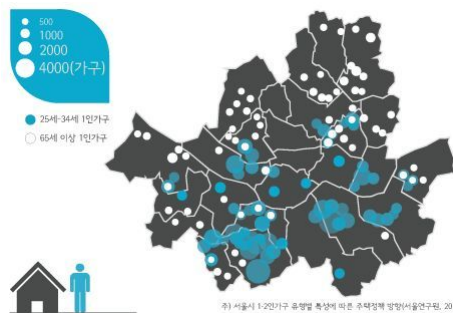 500
1000
2000
4000(가구)
25세-34세 1인가구
65세 이상 1인가구
주) 서울시 1-2인가구 유형별 특성에 따른 주택정책 방향(서울연구원, 20